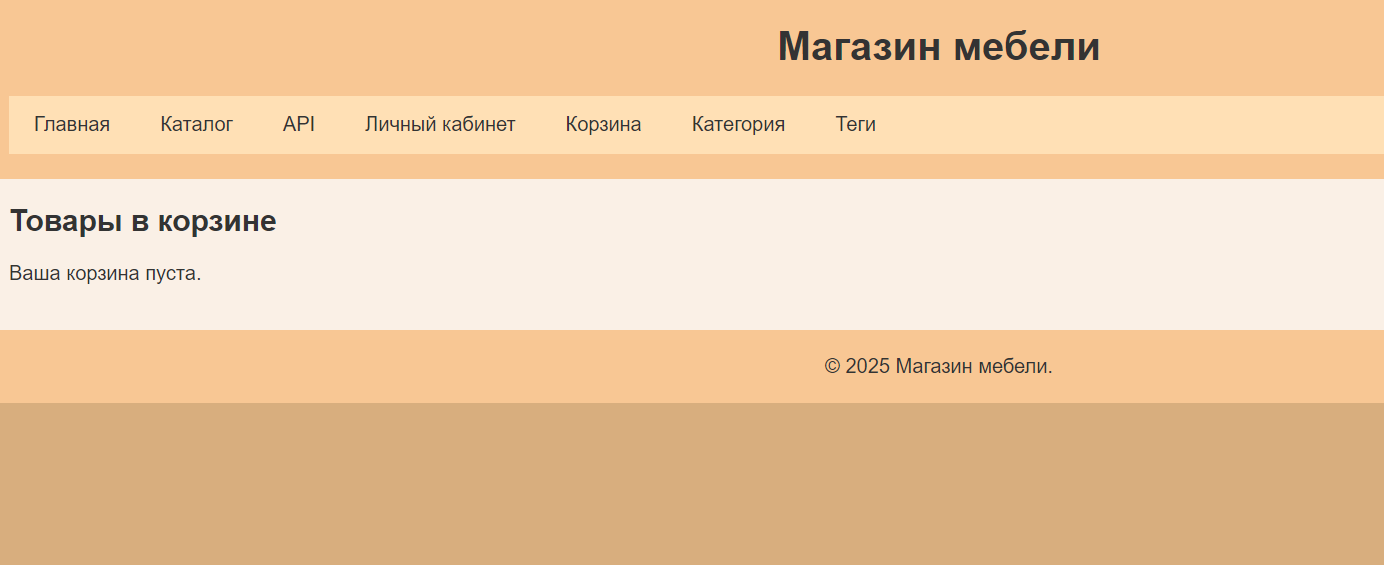 Магазин мебели
Главная Каталог API Личный кабинет Корзина Категория Теги
Товары в корзине
Ваша корзина пуста.
© 2025 Магазин мебели.